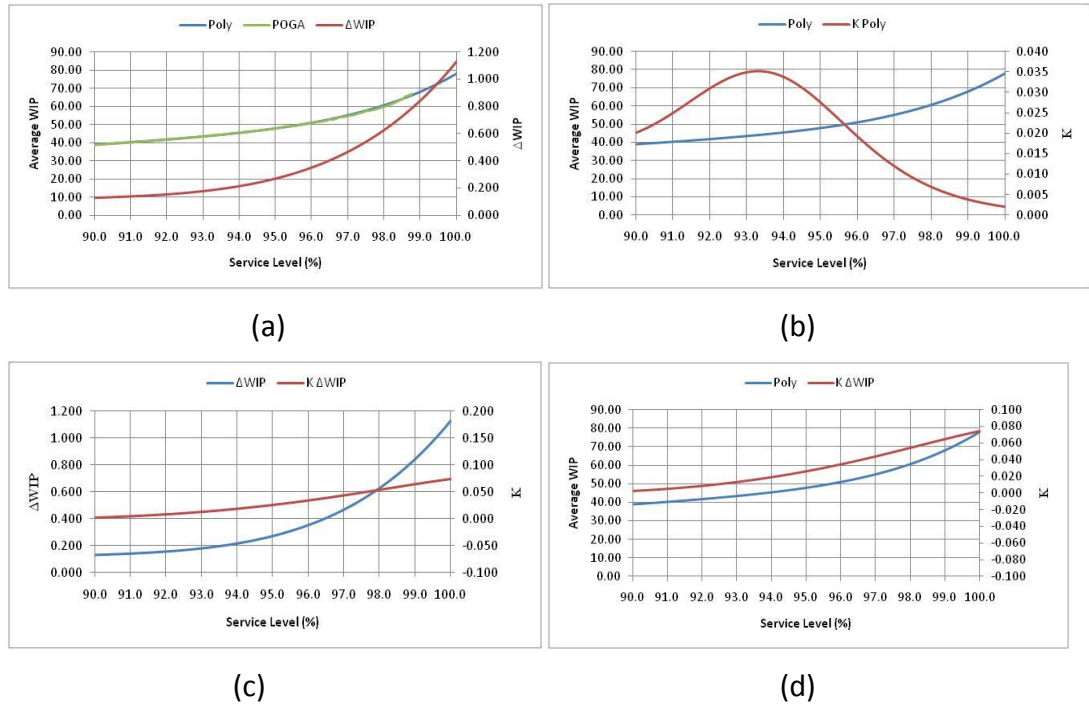 Poly POGA ΔWIP
90.00 1.200
80.00 1.000
70.00 0.800
60.00 0.600
50.00 0.400
40.00 0.200
30.00 0.000
20.00
10.00
0.00
Average WIP
ΔWIP
90.0 91.0 92.0 93.0 94.0 95.0 96.0 97.0 98.0 99.0 100.0
Service Level (%)
(a)
Poly K Poly
90.00 0.040
80.00 0.035
70.00 0.030
60.00 0.025
50.00 0.020
40.00 0.015
30.00 0.010
20.00 0.005
10.00 0.000
0.00
Average WIP
K
90.0 91.0 92.0 93.0 94.0 95.0 96.0 97.0 98.0 99.0 100.0
Service Level (%)
(b)
ΔWIP K ΔWIP
1.200 0.200
1.000 0.150
0.800 0.100
0.600 0.050
0.400 0.000
0.200 -0.050
0.000 -0.100
ΔWIP
K
90.0 91.0 92.0 93.0 94.0 95.0 96.0 97.0 98.0 99.0 100.0
Service Level (%)
(c)
Poly K ΔWIP
90.00 0.100
80.00 0.080
70.00 0.060
60.00 0.040
50.00 0.020
40.00 0.000
30.00 -0.020
20.00 -0.040
10.00 -0.060
0.00 -0.080
-0.100
Average WIP
K
90.0 91.0 92.0 93.0 94.0 95.0 96.0 97.0 98.0 99.0 100.0
Service Level (%)
(d)